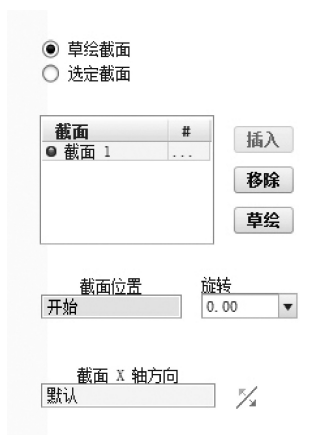 草绘截面
选定截面
截面 #
截面 1 ...
插入
移除
草绘
截面位置
开始
旋转
0.00
截面 X 轴方向
默认